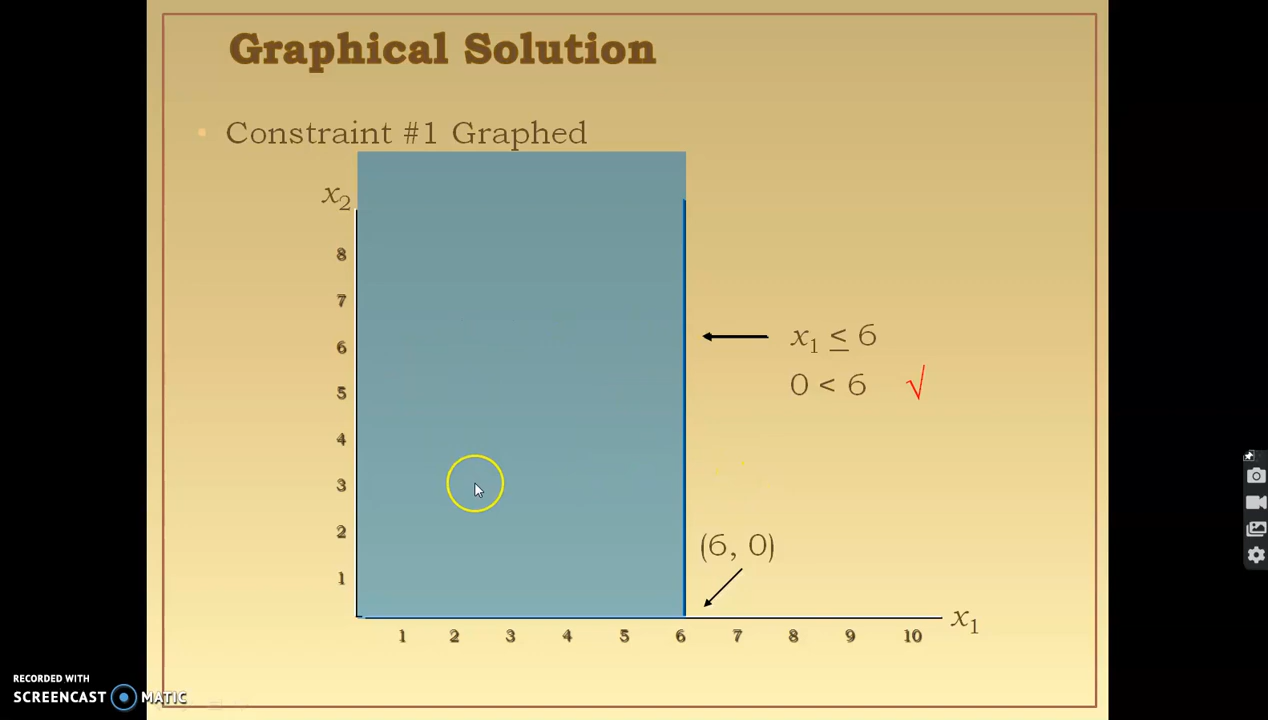 Graphical Solution
Constraint #1 Graphed
x₂
8
7
6
5
4
3
2
1
x₁ ≤ 6
0 < 6 √
(6, 0)
x₁
1 2 3 4 5 6 7 8 9 10
RECORDED WITH
SCREENCAST MATIC